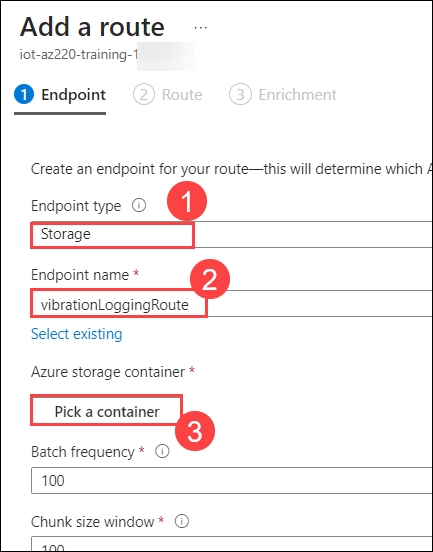 Add a route ...
iot-az220-training-1
1 Endpoint 2 Route 3 Enrichment
Create an endpoint for your route—this will determine which
Endpoint type
1
Storage
Endpoint name *
2
vibrationLoggingRoute
Select existing
Azure storage container *
Pick a container
3
Batch frequency *
100
Chunk size window *
100